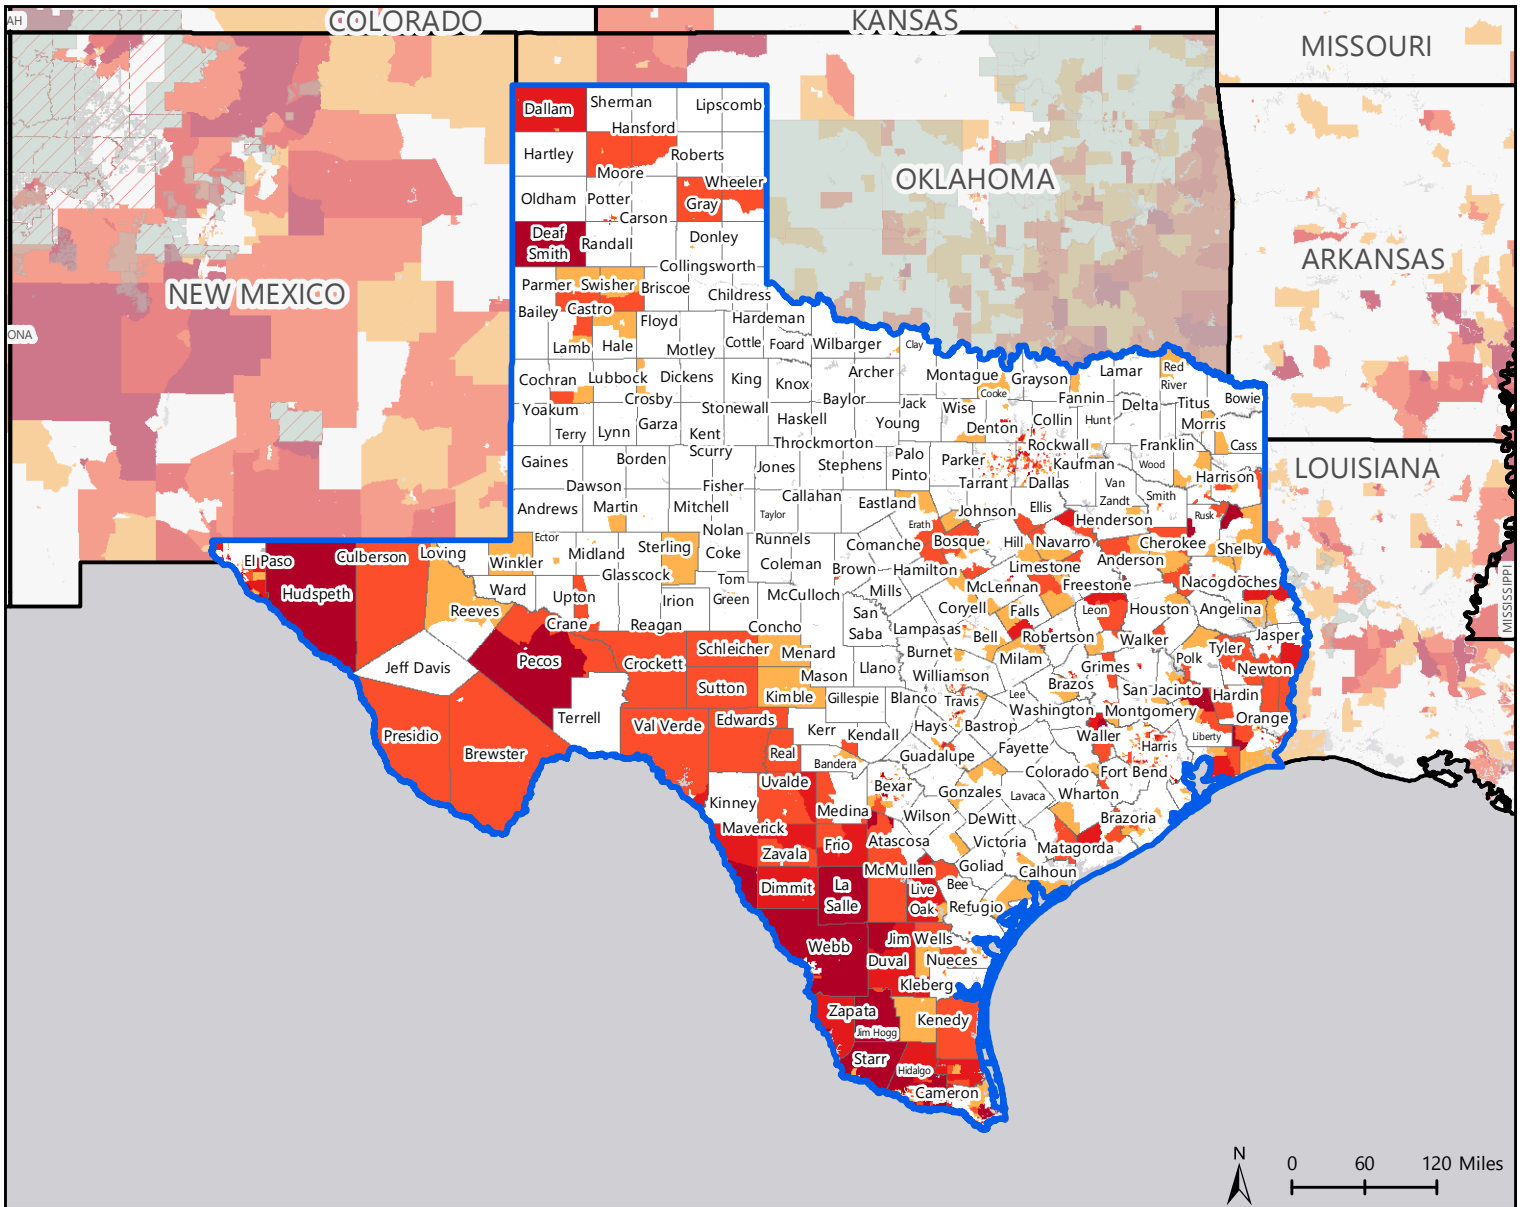 AH
COLORADO
KANSAS
MISSOURI
Dallam
Sherman
Lipscomb
Hansford
Hartley
Roberts
Moore
Wheeler
OKLAHOMA
Oldham
Potter
Gray
Carson
Deaf
Smith
Randall
Donley
ARKANSAS
Collingsworth
NEW MEXICO
Parmer
Swisher
Briscoe
Childress
Bailey
Castro
Floyd
Hardeman
ONA
Lamb
Hale
Motley
Cottle
Foard
Wilbarger
Clay
Cochran
Lubbock
Dickens
King
Knox
Archer
Montague
Grayson
Lamar
Red
River
Crosby
Baylor
Cooke
Fannin
Bowie
Yoakum
Garza
Stonewall
Haskell
Young
Jack
Wise
Denton
Collin
Hunt
Delta
Titus
Morris
Terry
Lynn
Kent
Throckmorton
Rockwall
Franklin
Cass
Gaines
Borden
Scurry
Jones
Stephens
Palo
Pinto
Parker
Tarrant
Dallas
Kaufman
Wood
Harrison
LOUISIANA
Dawson
Fisher
Callahan
Eastland
Van
Zandt
Smith
Andrews
Martin
Mitchell
Taylor
Johnson
Ellis
Henderson
Rusk
Nolan
Erath
El Paso
Culberson
Loving
Winkler
Ector
Midland
Sterling
Coke
Runnels
Comanche
Bosque
Hill
Navarro
Cherokee
Shelby
Glasscock
Coleman
Brown
Hamilton
Limestone
Anderson
Hudspeth
Reeves
Ward
Upton
Irion
Tom
Green
McCulloch
Mills
McLennan
Freestone
Nacogdoches
MISSISSIPPI
Crane
Reagan
Concho
San
Saba
Lampasas
Coryell
Falls
Leon
Houston
Angelina
Bell
Robertson
Walker
Jasper
Jeff Davis
Pecos
Crockett
Schleicher
Menard
Burnet
Milam
Grimes
Polk
Tyler
Newton
Mason
Llano
Williamson
Brazos
San Jacinto
Hardin
Sutton
Kimble
Gillespie
Blanco
Travis
Lee
Washington
Montgomery
Orange
Terrell
Val Verde
Edwards
Kerr
Kendall
Hays
Bastrop
Waller
Harris
Liberty
Presidio
Brewster
Real
Bandera
Guadalupe
Fayette
Uvalde
Bexar
Gonzales
Colorado
Fort Bend
Kinney
Medina
Lavaca
Wharton
Maverick
Wilson
DeWitt
Brazoria
Zavala
Frio
Atascosa
Victoria
Matagorda
McMullen
Goliad
Calhoun
Dimmit
La
Salle
Live
Oak
Bee
Refugio
Webb
Jim Wells
Duval
Nueces
Kleberg
Zapata
Kenedy
Jim Hogg
Starr
Hidalgo
Cameron
N
0 60 120 Miles